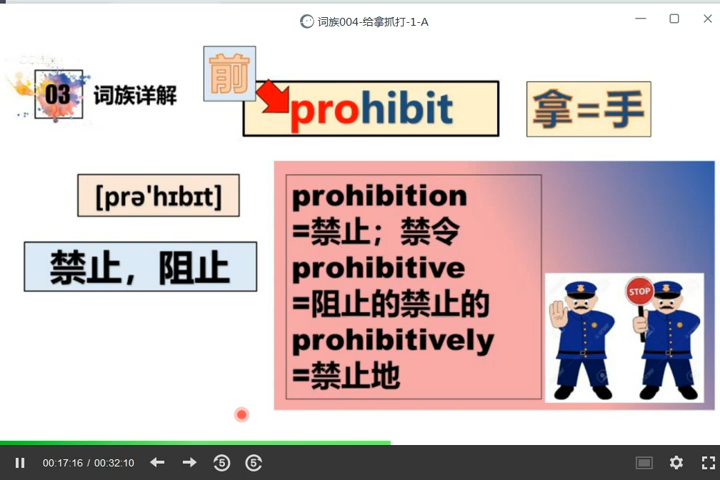 词族004-给拿抓打-1-A
前
03 词族详解
prohibit
拿=手
[prə'hɪbɪt]
禁止，阻止
prohibition
=禁止；禁令
prohibitive
=阻止的禁止的
prohibitively
=禁止地
STOP
00:17:16 / 00:32:10
5 5